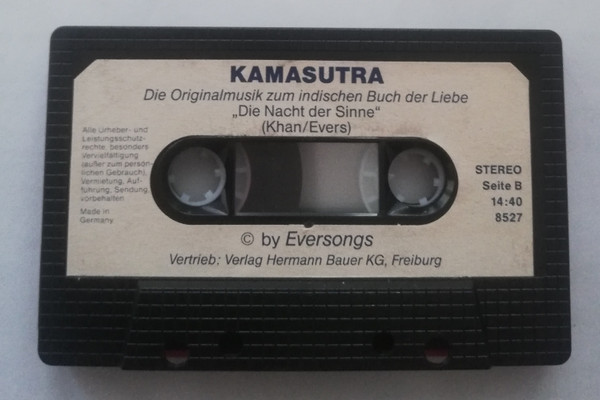 KAMASUTRA
Die Originalmusik zum indischen Buch der Liebe
„Die Nacht der Sinne“
(Khan/Evers)
Alle Urheber- und
Leistungsschutz-
rechte, besonders
Vervielfältigung
(außer zum persön-
lichen Gebrauch),
Vermietung, Auf-
führung, Sendung,
vorbehalten.
Made in
Germany
STEREO
Seite B
14:40
8527
© by Eversongs
Vertrieb: Verlag Hermann Bauer KG, Freiburg